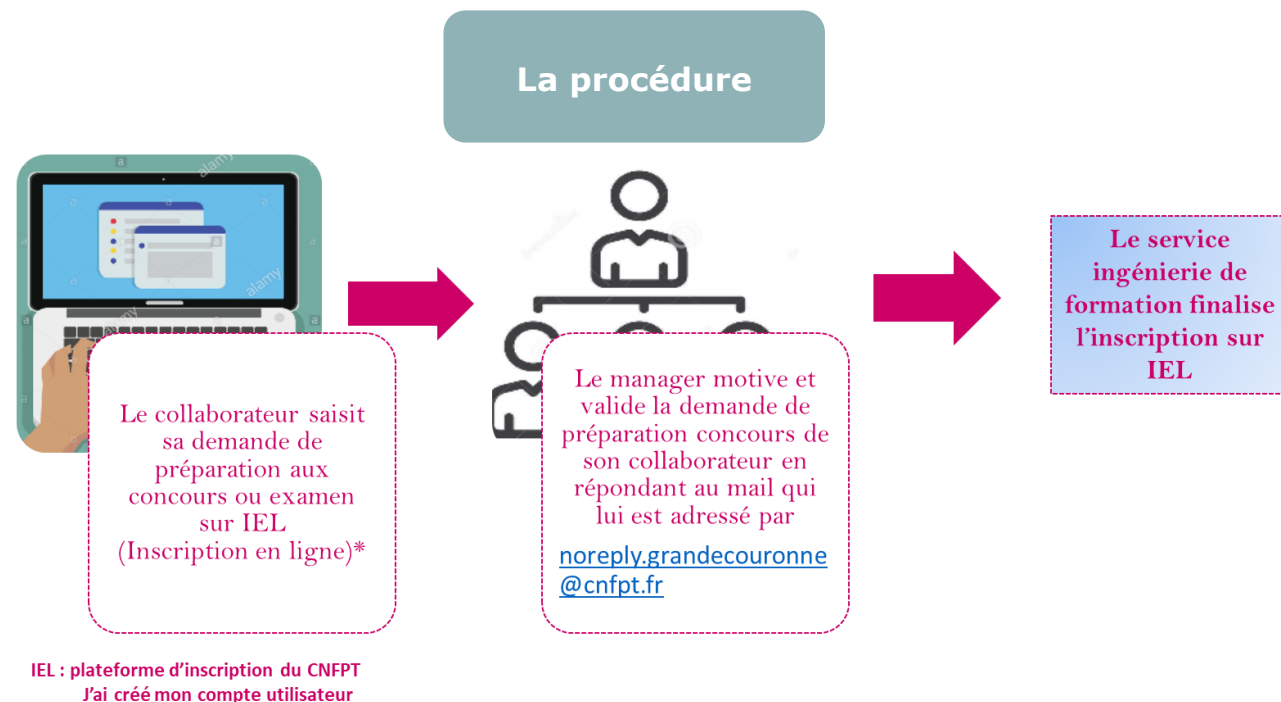 La procédure
Le collaborateur saisit
sa demande de
préparation aux
concours ou examen
sur IEL
(Inscription en ligne)*
Le manager motive et
valide la demande de
préparation concours de
son collaborateur en
répondant au mail qui
lui est adressé par
noreply.grandecouronne
@cnfpt.fr
Le service
ingénierie de
formation finalise
l'inscription sur
IEL
IEL : plateforme d'inscription du CNFPT
J'ai créé mon compte utilisateur
alamy
alamy
alamy
a